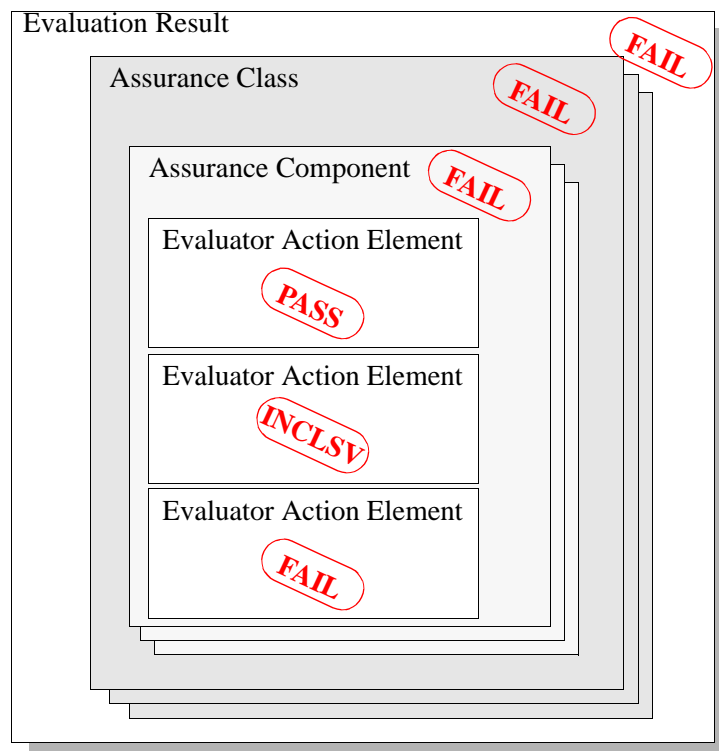 Evaluation Result
FAIL
Assurance Class
FAIL
Assurance Component
FAIL
Evaluator Action Element
PASS
Evaluator Action Element
INCLSV
Evaluator Action Element
FAIL